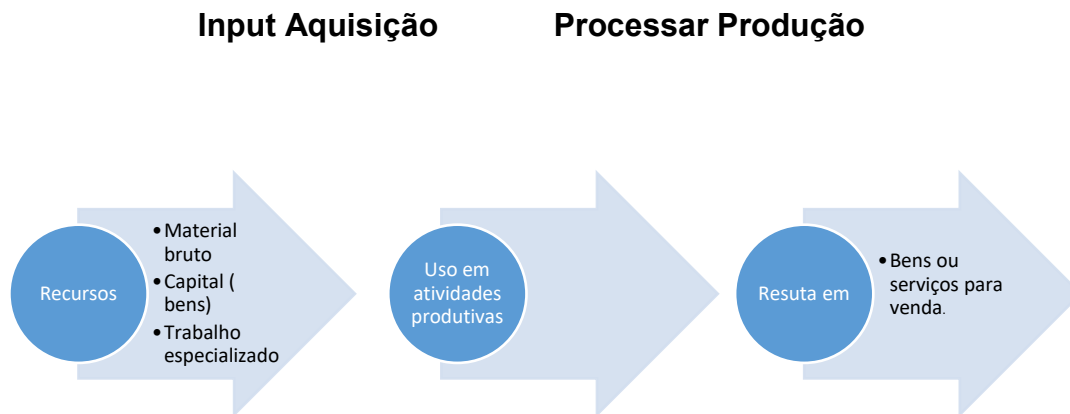 Input Aquisição Processar Produção
Recursos
•Material
bruto
•Capital (
bens)
•Trabalho
especializado
Uso em
atividades
produtivas
Resuta em
•Bens ou
serviços para
venda.